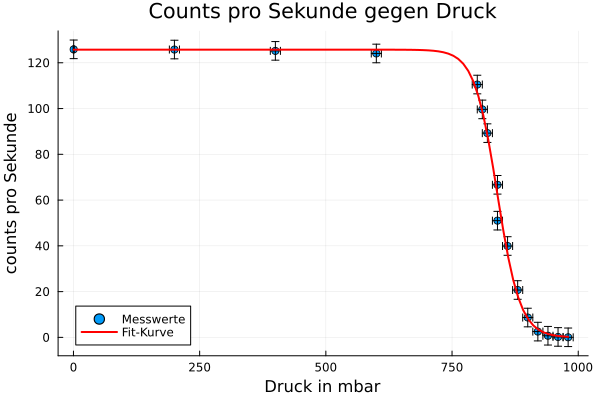 Counts pro Sekunde gegen Druck
counts pro Sekunde
120
100
80
60
40
20
0
Messwerte
Fit-Kurve
0
250
500
750
1000
Druck in mbar